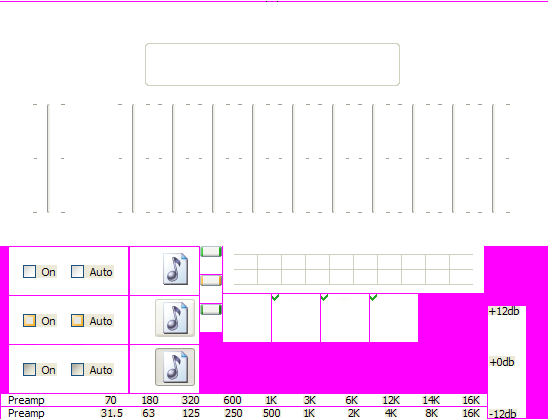 On Auto
On Auto
+12db
+0db
On Auto
Preamp 70 180 320 600 1K 3K 6K 12K 14K 16K
Preamp 31.5 63 125 250 500 1K 2K 4K 8K 16K
-12db